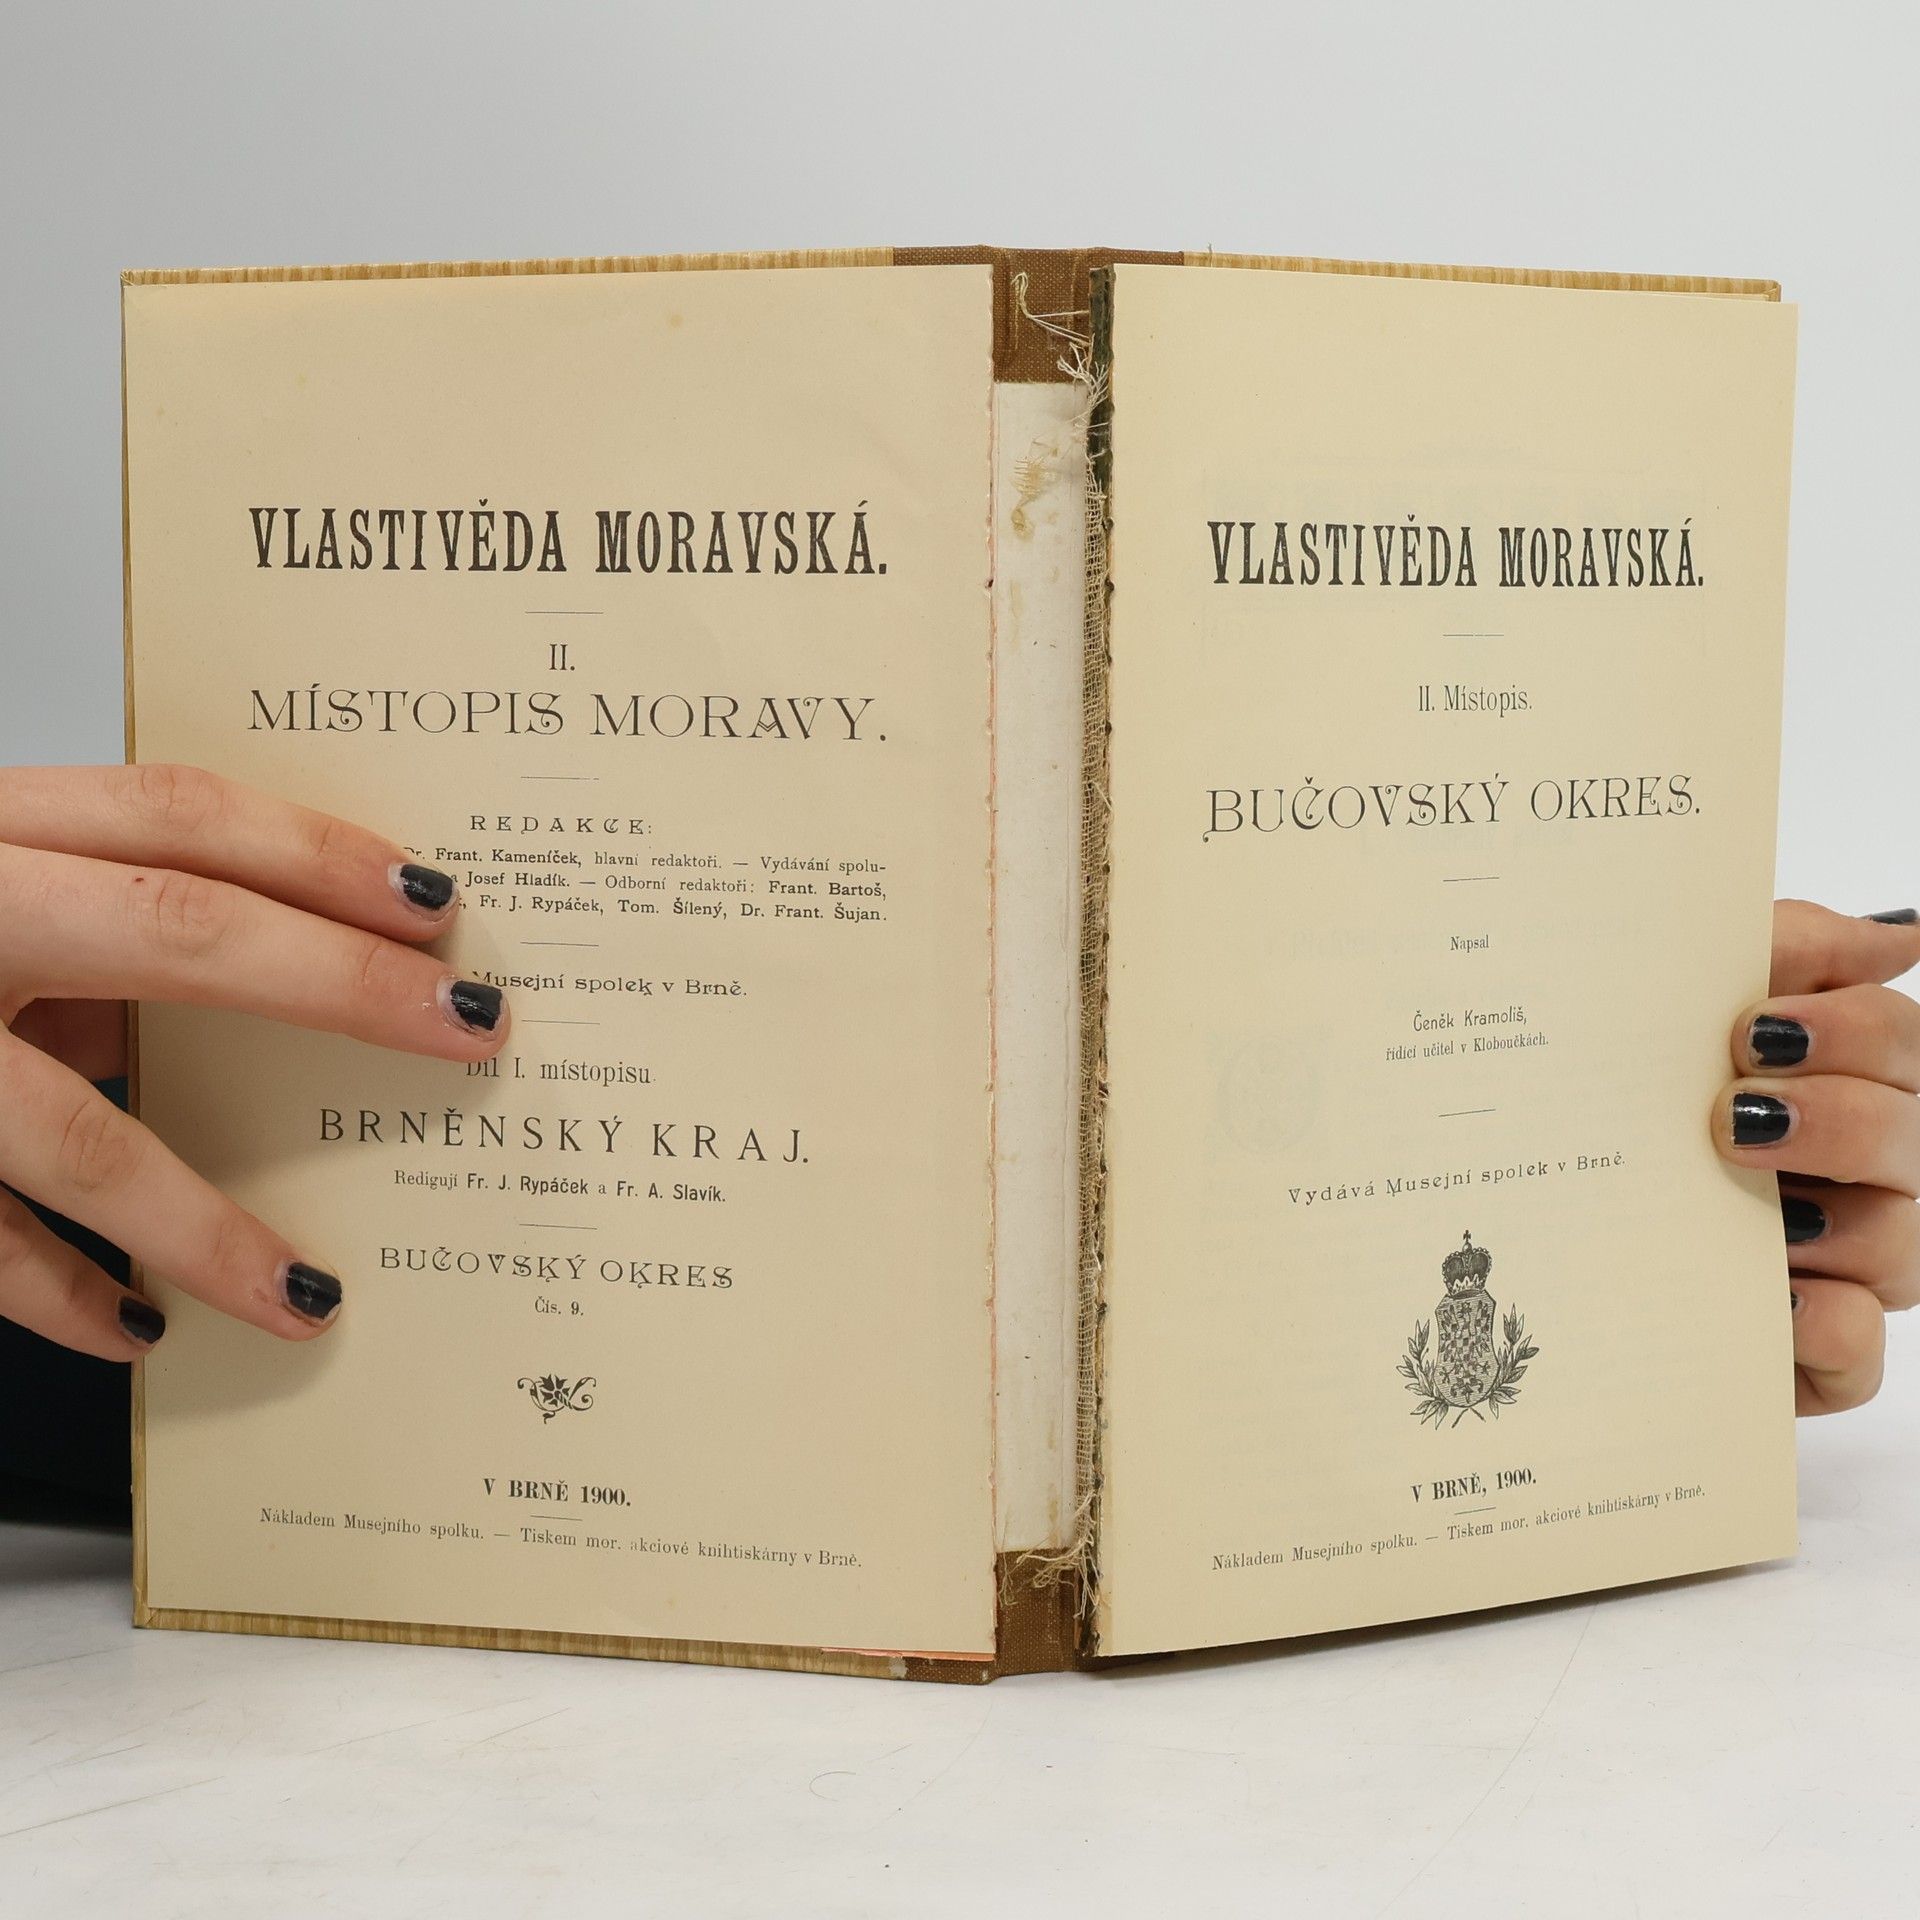 VLASTIVĚDA MORAVSKÁ.
II.
MÍSTOPIS MORAVY.
REDAKCE:
Dr. Frant. Kameníček, hlavní redaktoři. — Vydávání spolu-
a Josef Hladík. — Odborní redaktoři: Frant. Bartoš,
Fr. J. Rypáček, Tom. Šílený, Dr. Frant. Šujan.
Musejní spolek v Brně.
Díl I. místopisu.
BRNĚNSKÝ KRAJ.
Redigují Fr. J. Rypáček a Fr. A. Slavík.
BUČOVSKÝ OKRES
Čís. 9.
V BRNĚ 1900.
Nákladem Musejního spolku. — Tiskem mor. akciové knihtiskárny v Brně.
VLASTIVĚDA MORAVSKÁ.
II. Místopis.
BUČOVSKÝ OKRES.
Napsal
Čeněk Kramoliš,
řídící učitel v Kloboučkách.
Vydává Musejní spolek v Brně.
V BRNĚ, 1900.
Nákladem Musejního spolku. — Tiskem mor. akciové knihtiskárny v Brně.